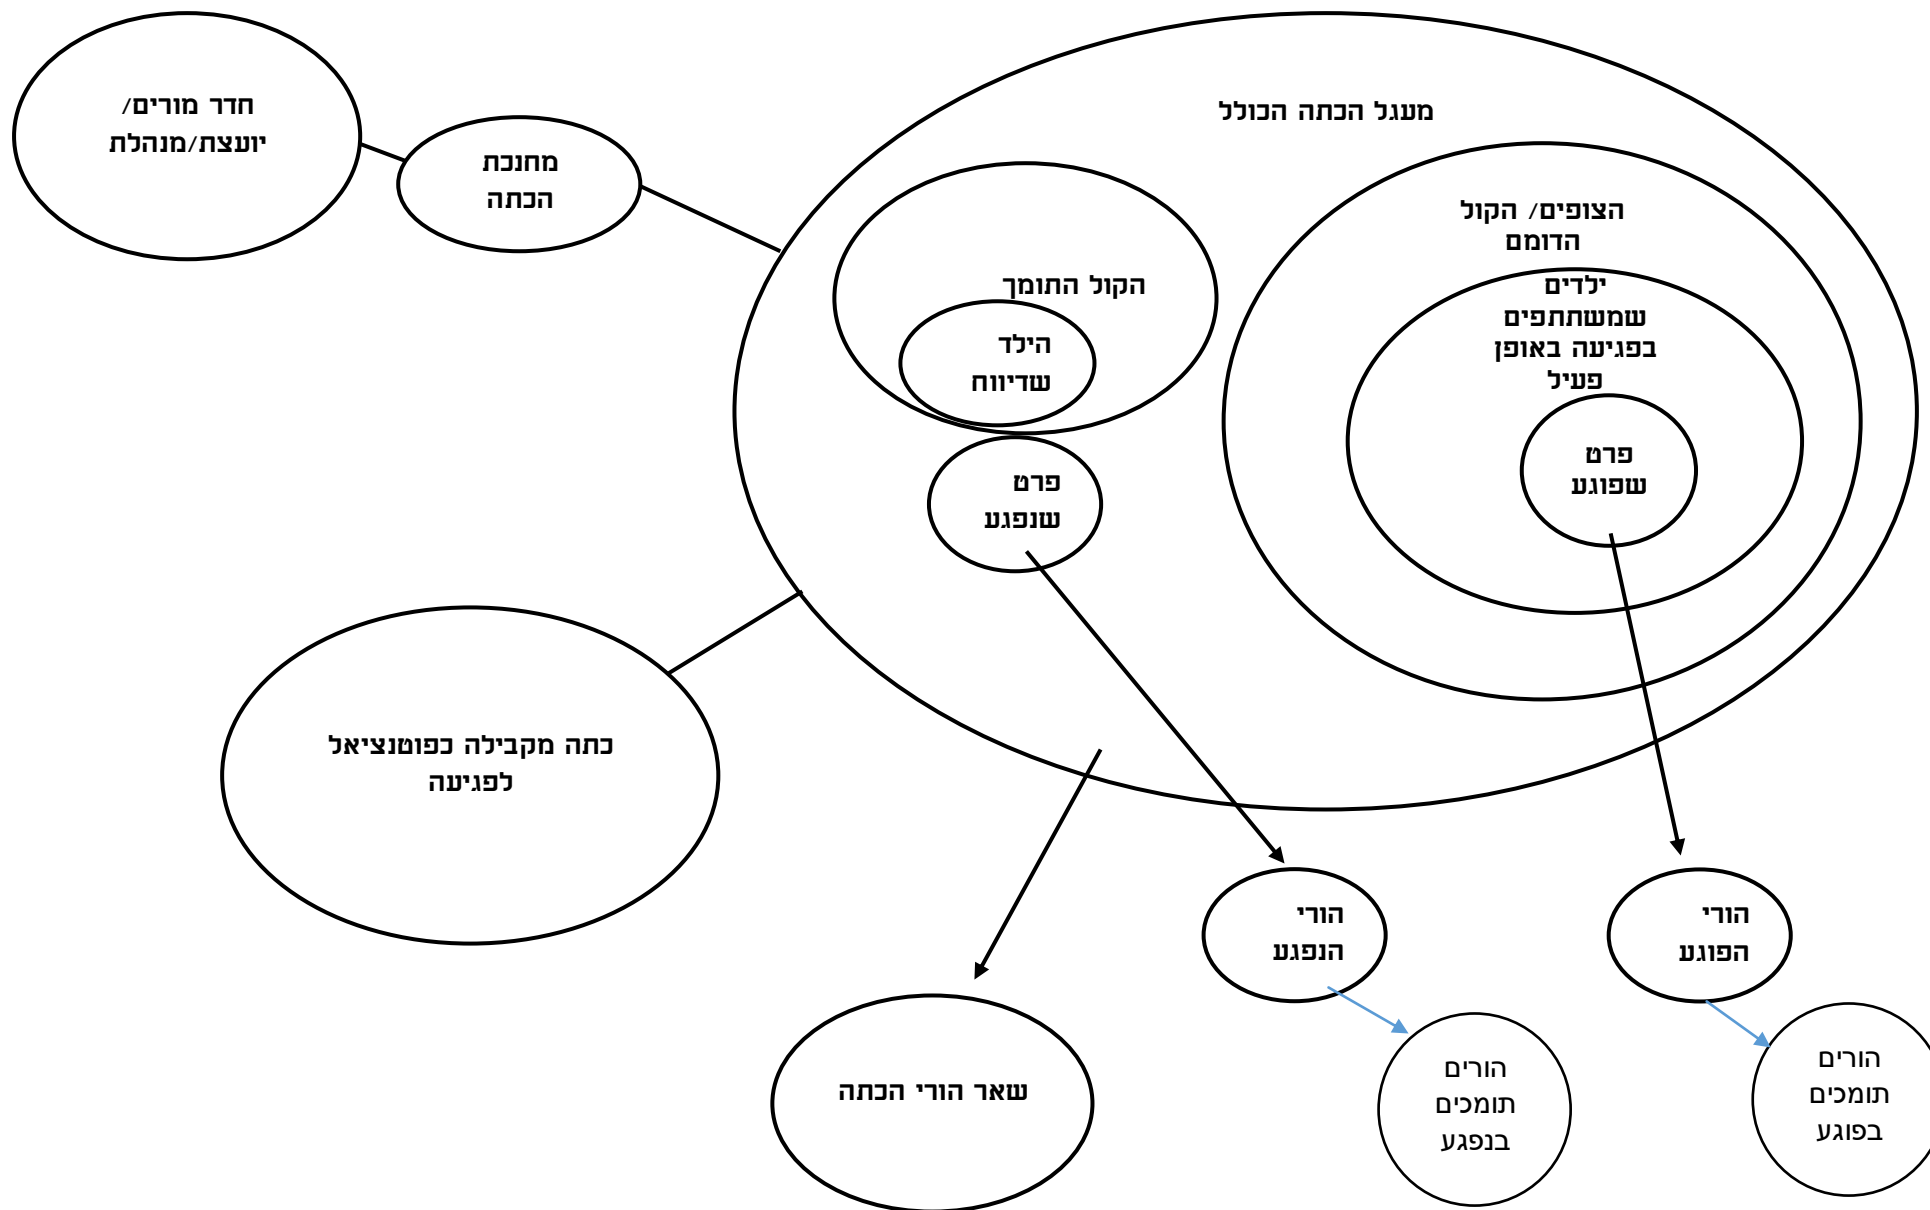 חדר מורים/
יועצת/מנהלת
מחנכת
הכתה
מעגל הכתה הכולל
הצופים/ הקול
הדומם
ילדים
שמשתתפים
בפגיעה באופן
פעיל
פרט
שפוגע
הקול התומך
הילד
שדיווח
פרט
שנפגע
כתה מקבילה כפוטנציאל
לפגיעה
הורי
הנפגע
הורי
הפוגע
שאר הורי הכתה
הורים
תומכים
בנפגע
הורים
תומכים
בפוגע